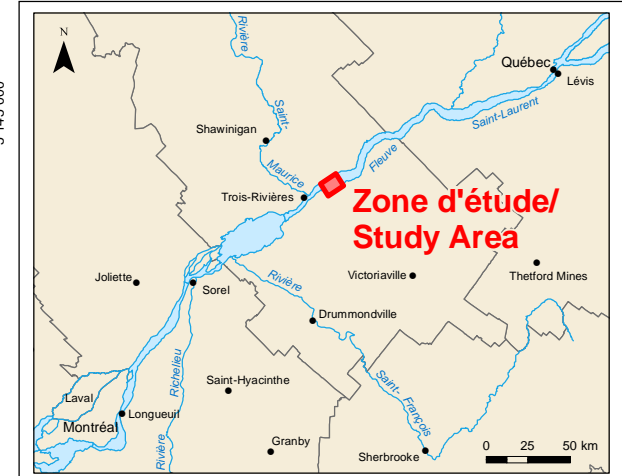 N
Rivière
Saint-
Maurice
Québec
Lévis
Saint-Laurent
Fleuve
Shawinigan
Trois-Rivières
Zone d'étude/
Study Area
Joliette
Sorel
Rivière
Victoriaville
Thetford Mines
Drummondville
Saint-Hyacinthe
Richelieu
Rivière
Saint- François
Laval
Longueuil
Montréal
Granby
Sherbrooke
0 25 50 km